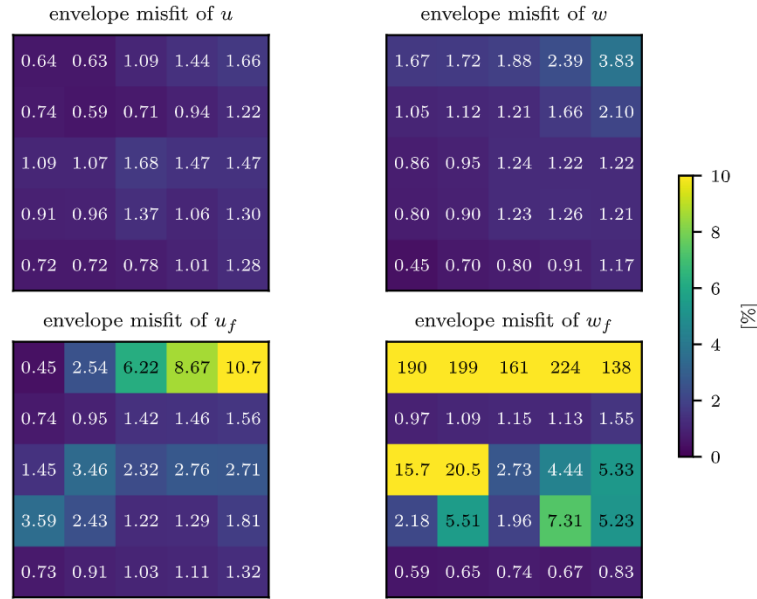 envelope misfit of u
0.64 0.63 1.09 1.44 1.66
0.74 0.59 0.71 0.94 1.22
1.09 1.07 1.68 1.47 1.47
0.91 0.96 1.37 1.06 1.30
0.72 0.72 0.78 1.01 1.28
envelope misfit of w
1.67 1.72 1.88 2.39 3.83
1.05 1.12 1.21 1.66 2.10
0.86 0.95 1.24 1.22 1.22
0.80 0.90 1.23 1.26 1.21
0.45 0.70 0.80 0.91 1.17
envelope misfit of u_f
0.45 2.54 6.22 8.67 10.7
0.74 0.95 1.42 1.46 1.56
1.45 3.46 2.32 2.76 2.71
3.59 2.43 1.22 1.29 1.81
0.73 0.91 1.03 1.11 1.32
envelope misfit of w_f
190 199 161 224 138
0.97 1.09 1.15 1.13 1.55
15.7 20.5 2.73 4.44 5.33
2.18 5.51 1.96 7.31 5.23
0.59 0.65 0.74 0.67 0.83
10
8
6
4
2
0
[%]